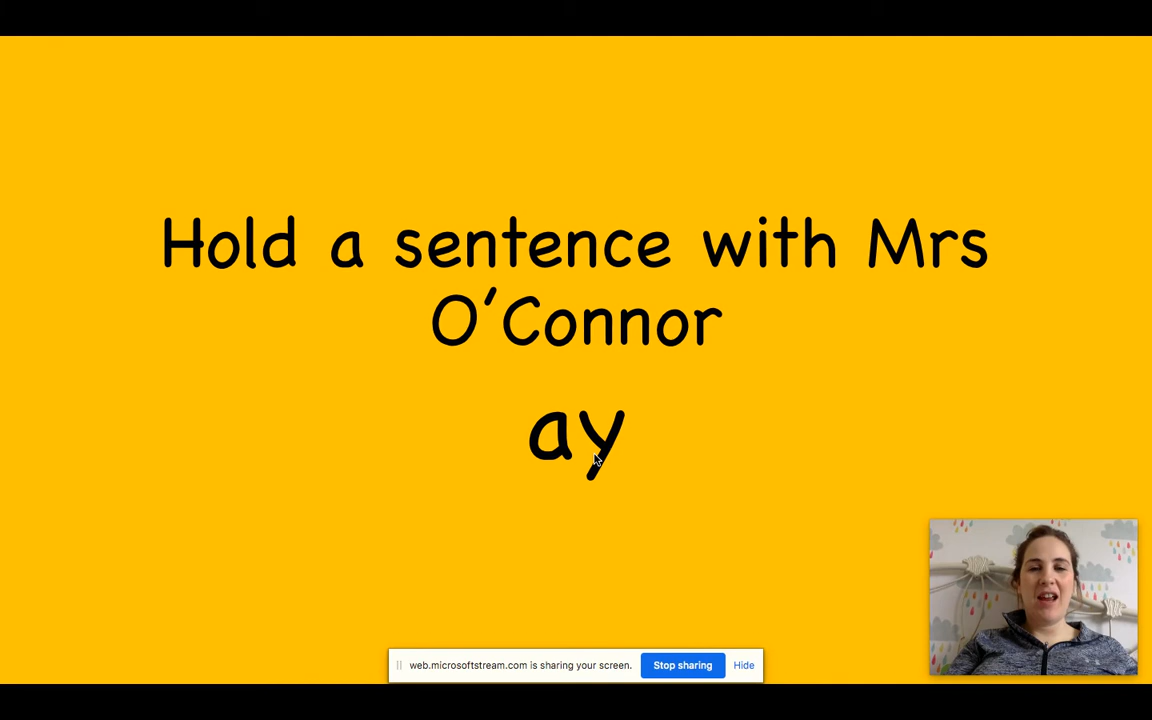 Hold a sentence with Mrs
O’Connor
ay
web.microsoftstream.com is sharing your screen. Stop sharing Hide